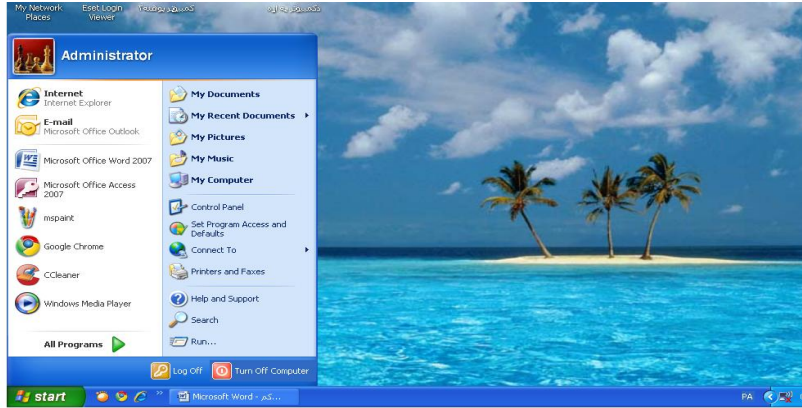 My Network Places
Eset Login Viewer
Administrator
Internet
Internet Explorer
E-mail
Microsoft Office Outlook
Microsoft Office Word 2007
Microsoft Office Access 2007
mspaint
Google Chrome
CCleaner
Windows Media Player
All Programs
My Documents
My Recent Documents
My Pictures
My Music
My Computer
Control Panel
Set Program Access and Defaults
Connect To
Printers and Faxes
Help and Support
Search
Run...
Log Off
Turn Off Computer
start
Microsoft Word -
PA